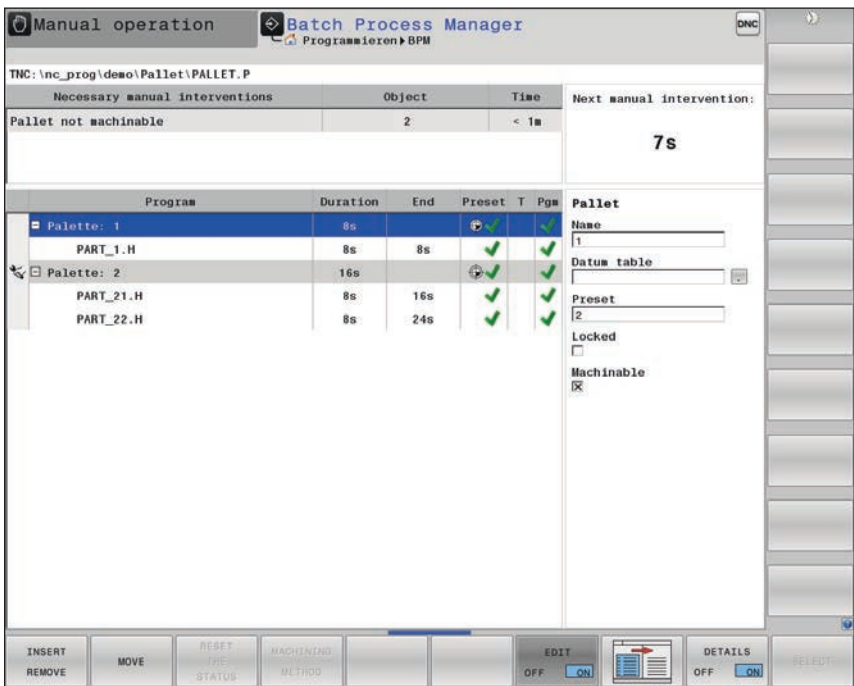 Manual operation
Batch Process Manager
Programmieren BPM
DNC
TNC:\nc_prog\demo\Pallet\PALLET.P
Necessary manual interventions Object Time
Pallet not machinable 2 < 1m
Next manual intervention:
7s
Program Duration End Preset T Pgm
Palette: 1 8s
PART_1.H 8s 8s
Palette: 2 16s
PART_21.H 8s 16s
PART_22.H 8s 24s
Pallet
Name
1
Datum table
Preset
2
Locked
Machinable
INSERT
REMOVE
MOVE
RESET
THE
STATUS
MACHINING
METHOD
EDIT
OFF ON
DETAILS
OFF ON
SELECT